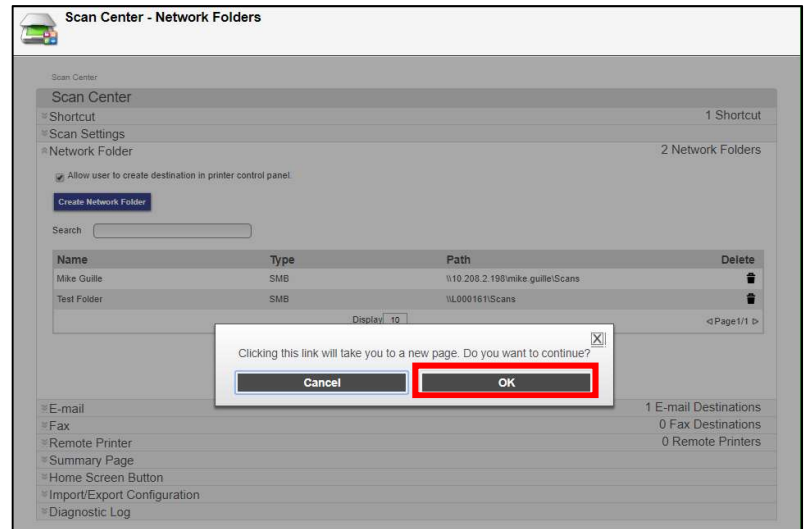 Scan Center - Network Folders
Scan Center
Scan Center
Shortcut 1 Shortcut
Scan Settings
Network Folder 2 Network Folders
Allow user to create destination in printer control panel.
Create Network Folder
Search
Name Type Path Delete
Mike Guille SMB \\10.208.2.198\mike.guille\Scans
Test Folder SMB \\L000161\Scans
Display 10 Page1/1
X
Clicking this link will take you to a new page. Do you want to continue?
Cancel OK
E-mail 1 E-mail Destinations
Fax 0 Fax Destinations
Remote Printer 0 Remote Printers
Summary Page
Home Screen Button
Import/Export Configuration
Diagnostic Log